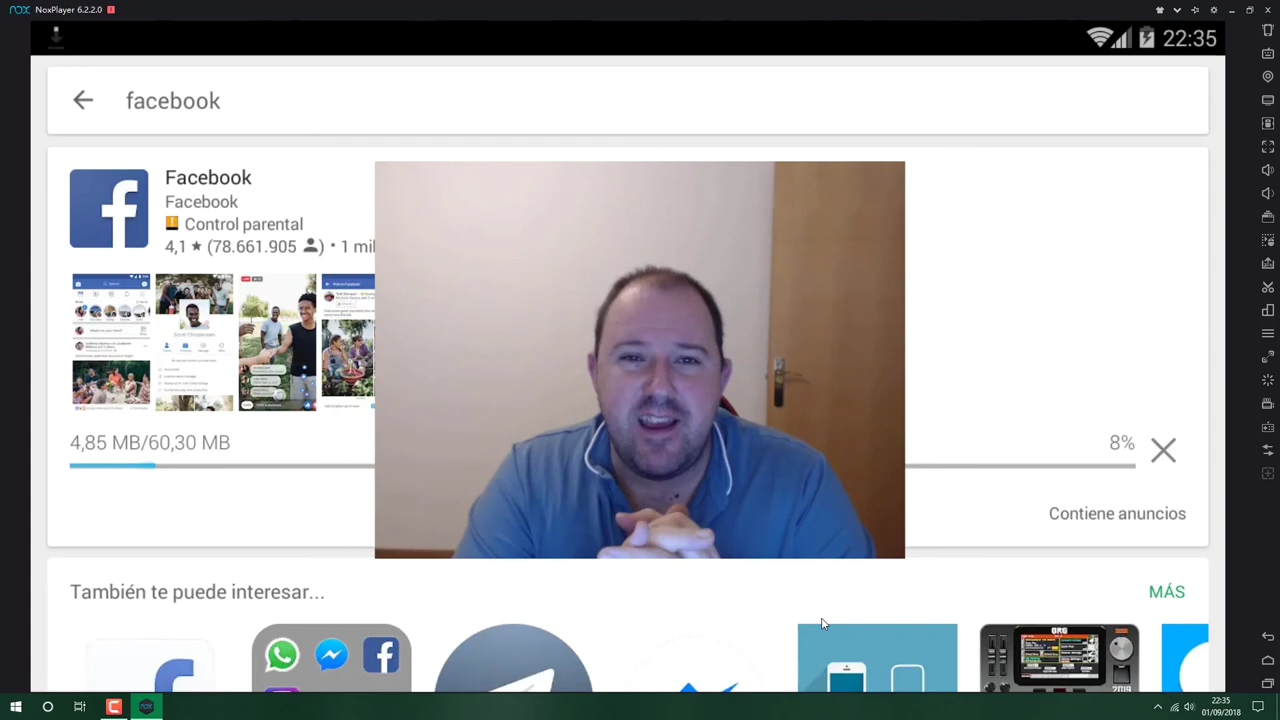 nox NoxPlayer 6.2.2.0
22:35
facebook
Facebook
Facebook
Control parental
4,1 ★ (78.661.905 ) • 1 mil
4,85 MB/60,30 MB
8%
Contiene anuncios
También te puede interesar...
MÁS
2019
22:35
01/09/2018